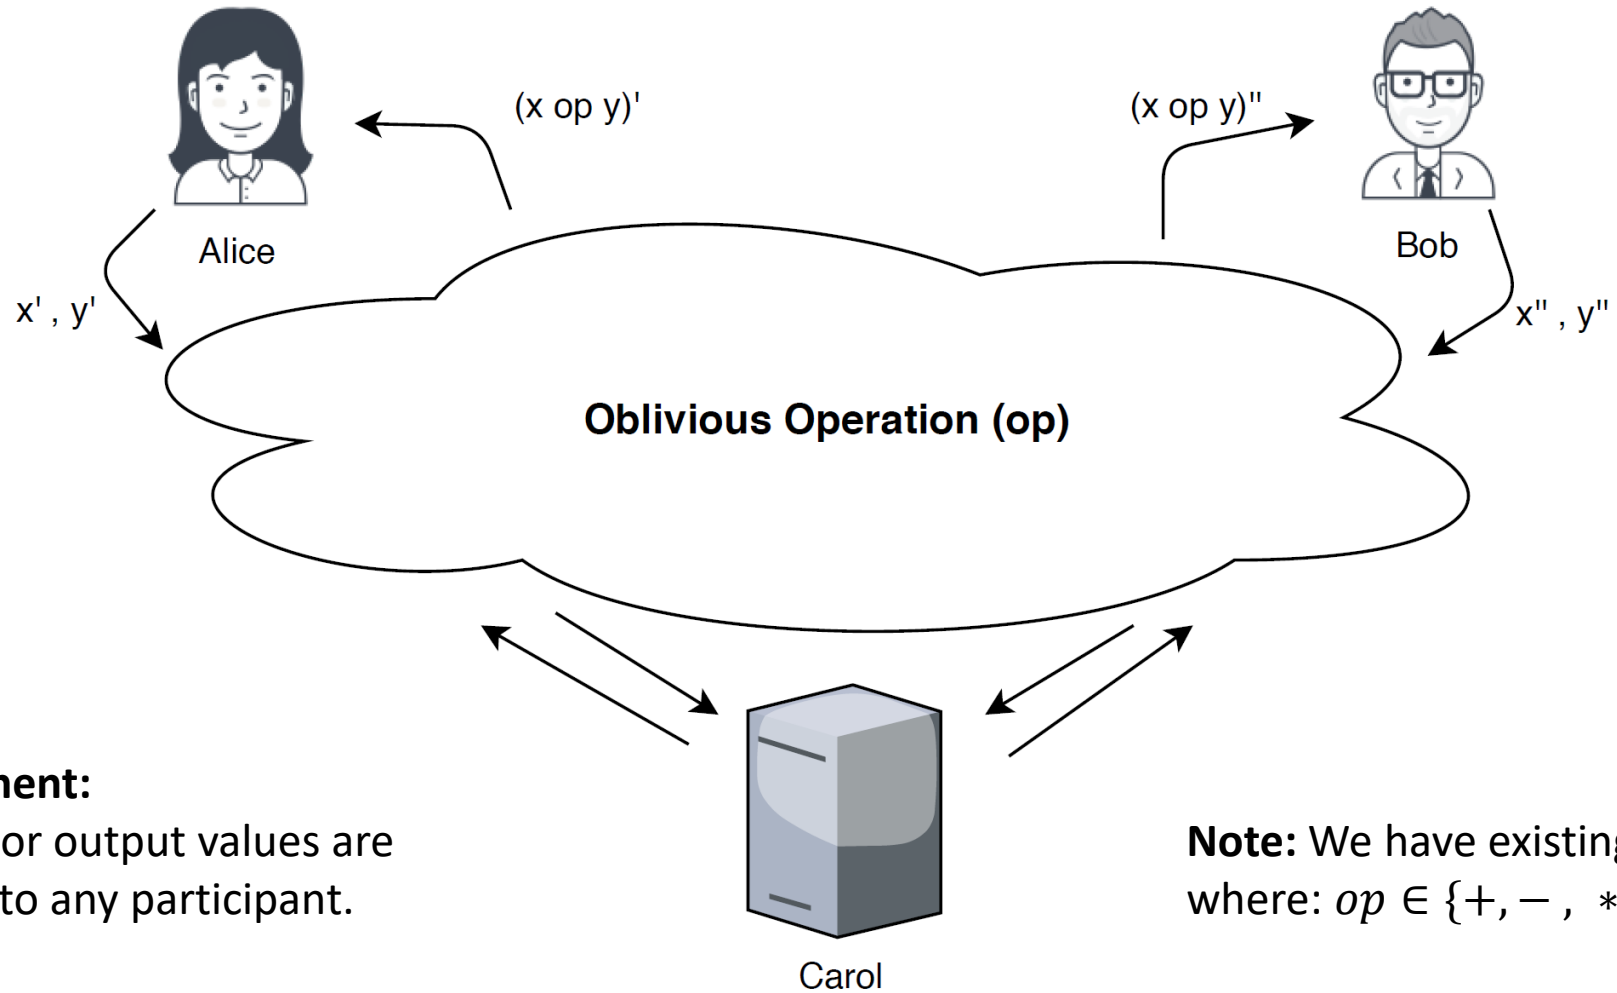 (x op y)'
(x op y)"
Alice
Bob
x' , y'
x" , y"
Oblivious Operation (op)
nent:
or output values are
to any participant.
Note: We have existing
where: 𝑜𝑝 ∈ {+, − , ∗
Carol